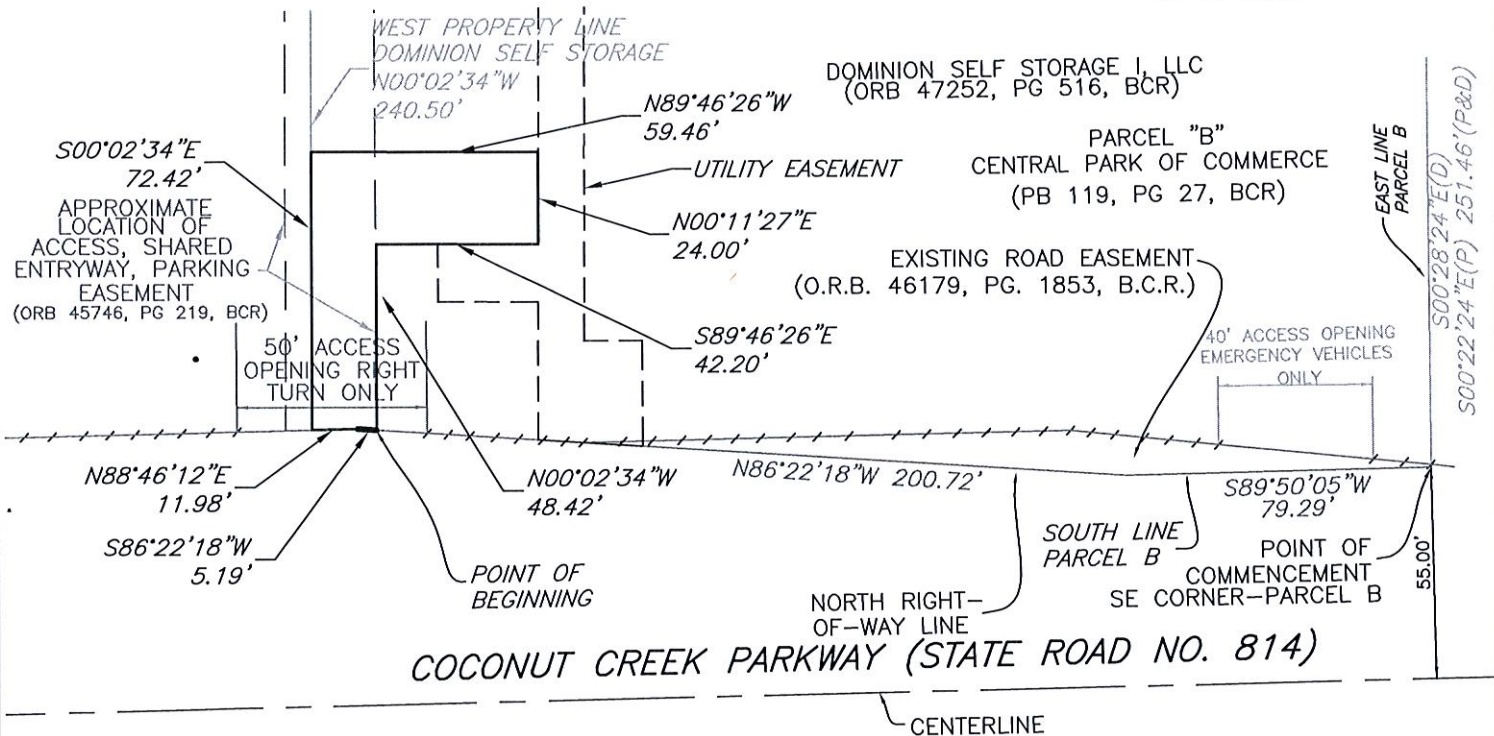 WEST PROPERTY LINE
DOMINION SELF STORAGE
N00°02'34"W
240.50'
DOMINION SELF STORAGE I, LLC
(ORB 47252, PG 516, BCR)
N89°46'26"W
59.46'
S00°02'34"E
72.42'
UTILITY EASEMENT
PARCEL "B"
CENTRAL PARK OF COMMERCE
(PB 119, PG 27, BCR)
EAST LINE
PARCEL B
S00°28'24"E(D)
S00°22'24"E(P) 251.46'(P&D)
APPROXIMATE
LOCATION OF
ACCESS, SHARED
ENTRYWAY, PARKING
EASEMENT
(ORB 45746, PG 219, BCR)
N00°11'27"E
24.00'
EXISTING ROAD EASEMENT
(O.R.B. 46179, PG. 1853, B.C.R.)
S89°46'26"E
42.20'
50' ACCESS
OPENING RIGHT
TURN ONLY
40' ACCESS OPENING
EMERGENCY VEHICLES
ONLY
N88°46'12"E
11.98'
N00°02'34"W
48.42'
N86°22'18"W 200.72'
S89°50'05"W
79.29'
S86°22'18"W
5.19'
POINT OF
BEGINNING
SOUTH LINE
PARCEL B
POINT OF
COMMENCEMENT
SE CORNER-PARCEL B
55.00'
NORTH RIGHT-
OF-WAY LINE
COCONUT CREEK PARKWAY (STATE ROAD NO. 814)
CENTERLINE